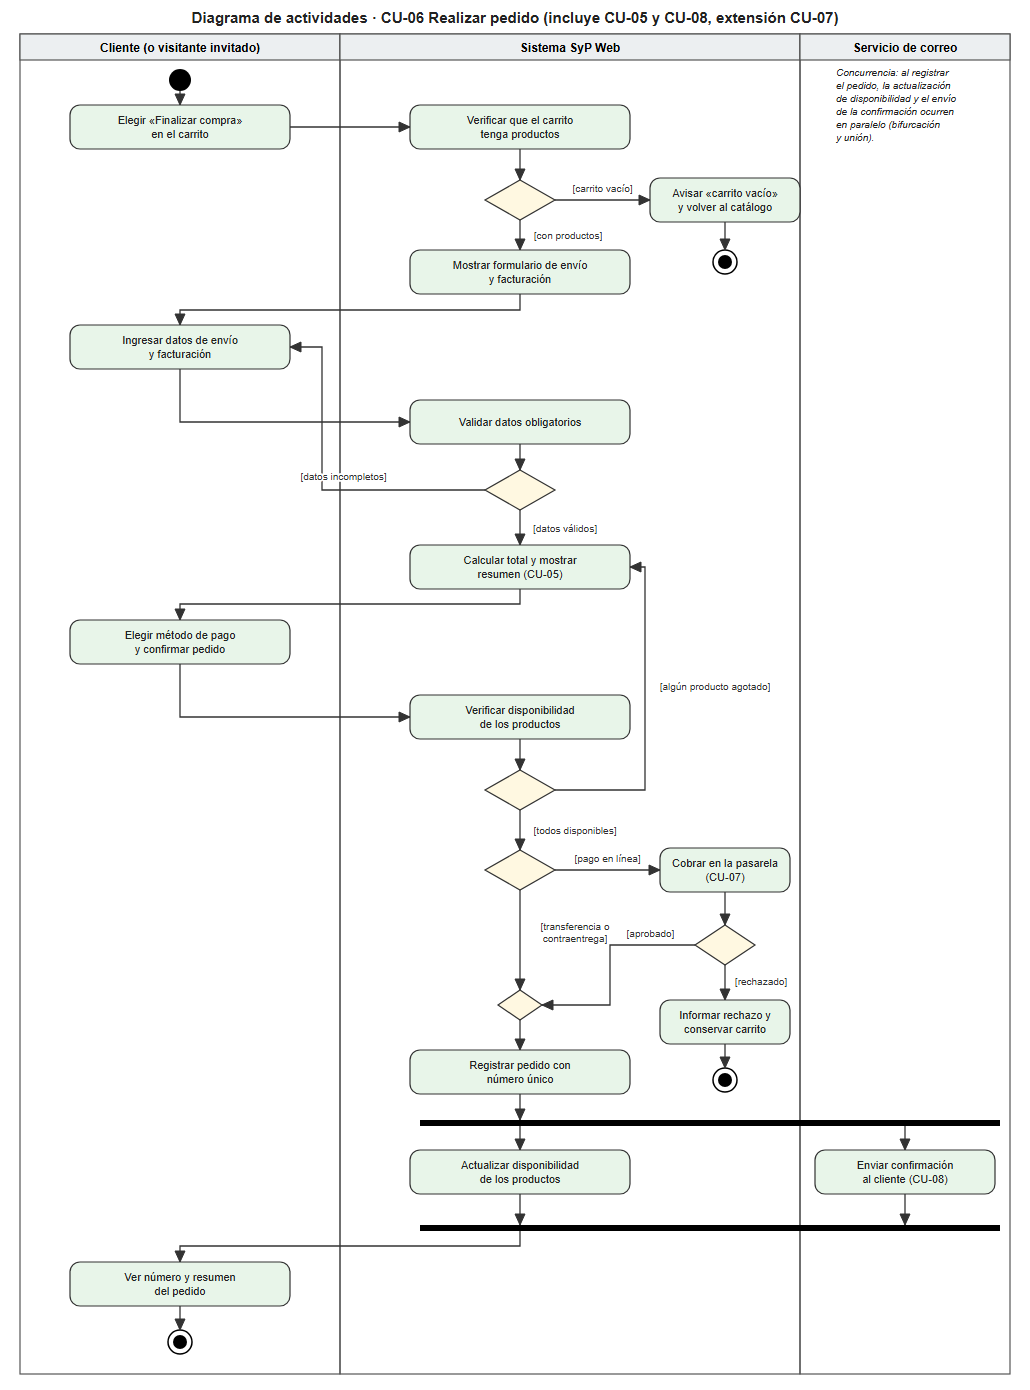 Diagrama de actividades · CU-06 Realizar pedido (incluye CU-05 y CU-08, extensión CU-07)
Cliente (o visitante invitado)
Sistema SyP Web
Servicio de correo
Concurrencia: al registrar
el pedido, la actualización
de disponibilidad y el envío
de la confirmación ocurren
en paralelo (bifurcación
y unión).
Elegir «Finalizar compra»
en el carrito
Verificar que el carrito
tenga productos
[carrito vacío]
Avisar «carrito vacío»
y volver al catálogo
[con productos]
Mostrar formulario de envío
y facturación
Ingresar datos de envío
y facturación
Validar datos obligatorios
[datos incompletos]
[datos válidos]
Calcular total y mostrar
resumen (CU-05)
Elegir método de pago
y confirmar pedido
[algún producto agotado]
Verificar disponibilidad
de los productos
[todos disponibles]
[pago en línea]
Cobrar en la pasarela
(CU-07)
[transferencia o
contraentrega]
[aprobado]
[rechazado]
Informar rechazo y
conservar carrito
Registrar pedido con
número único
Actualizar disponibilidad
de los productos
Enviar confirmación
al cliente (CU-08)
Ver número y resumen
del pedido